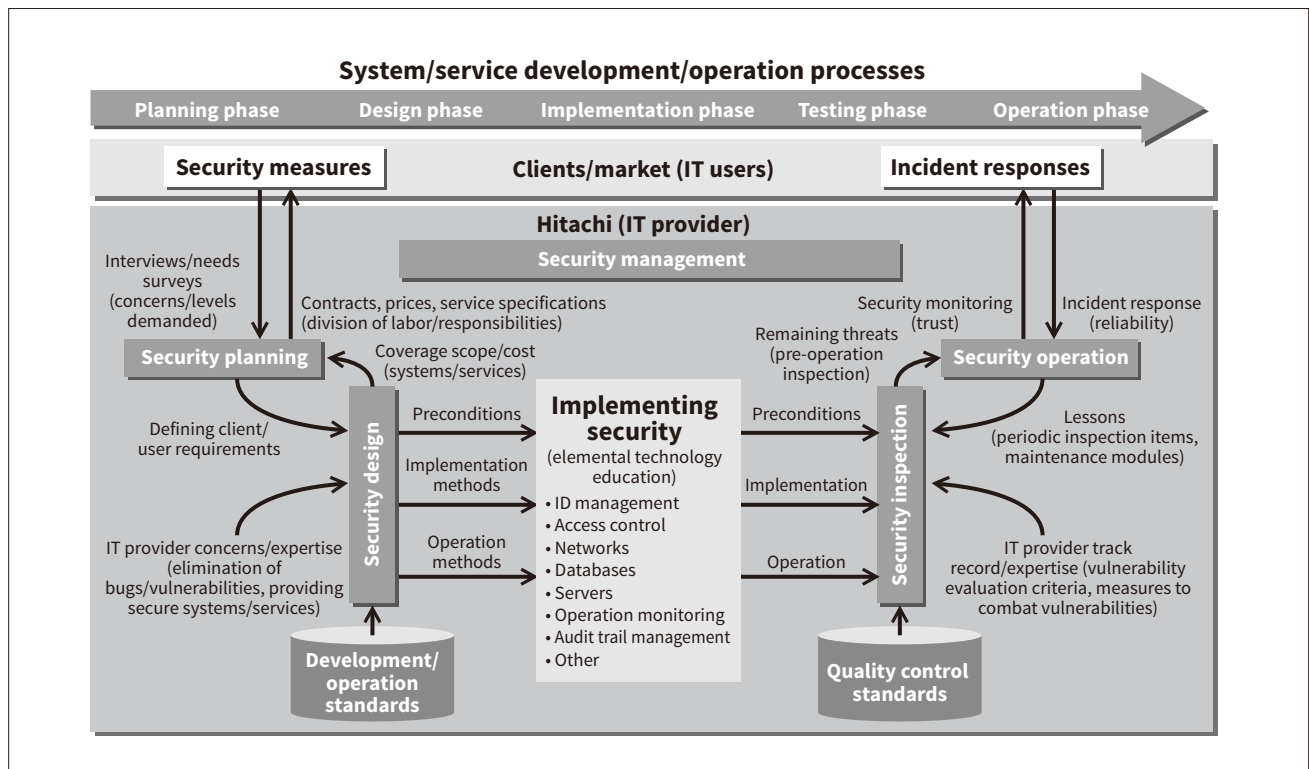 System/service development/operation processes
Planning phase
Design phase
Implementation phase
Testing phase
Operation phase
Security measures
Clients/market (IT users)
Incident responses
Hitachi (IT provider)
Security management
Interviews/needs
surveys
(concerns/levels
demanded)
Contracts, prices, service specifications
(division of labor/responsibilities)
Security monitoring
(trust)
Incident response
(reliability)
Security planning
Coverage scope/cost
(systems/services)
Remaining threats
(pre-operation
inspection)
Security operation
Defining client/
user requirements
Security design
Preconditions
Implementation
methods
Operation
methods
Implementing
security
(elemental technology
education)
• ID management
• Access control
• Networks
• Databases
• Servers
• Operation monitoring
• Audit trail management
• Other
Preconditions
Implementation
Operation
Security inspection
Lessons
(periodic inspection items,
maintenance modules)
IT provider concerns/expertise
(elimination of
bugs/vulnerabilities, providing
secure systems/services)
IT provider track
record/expertise (vulnerability
evaluation criteria, measures to
combat vulnerabilities)
Development/
operation
standards
Quality control
standards